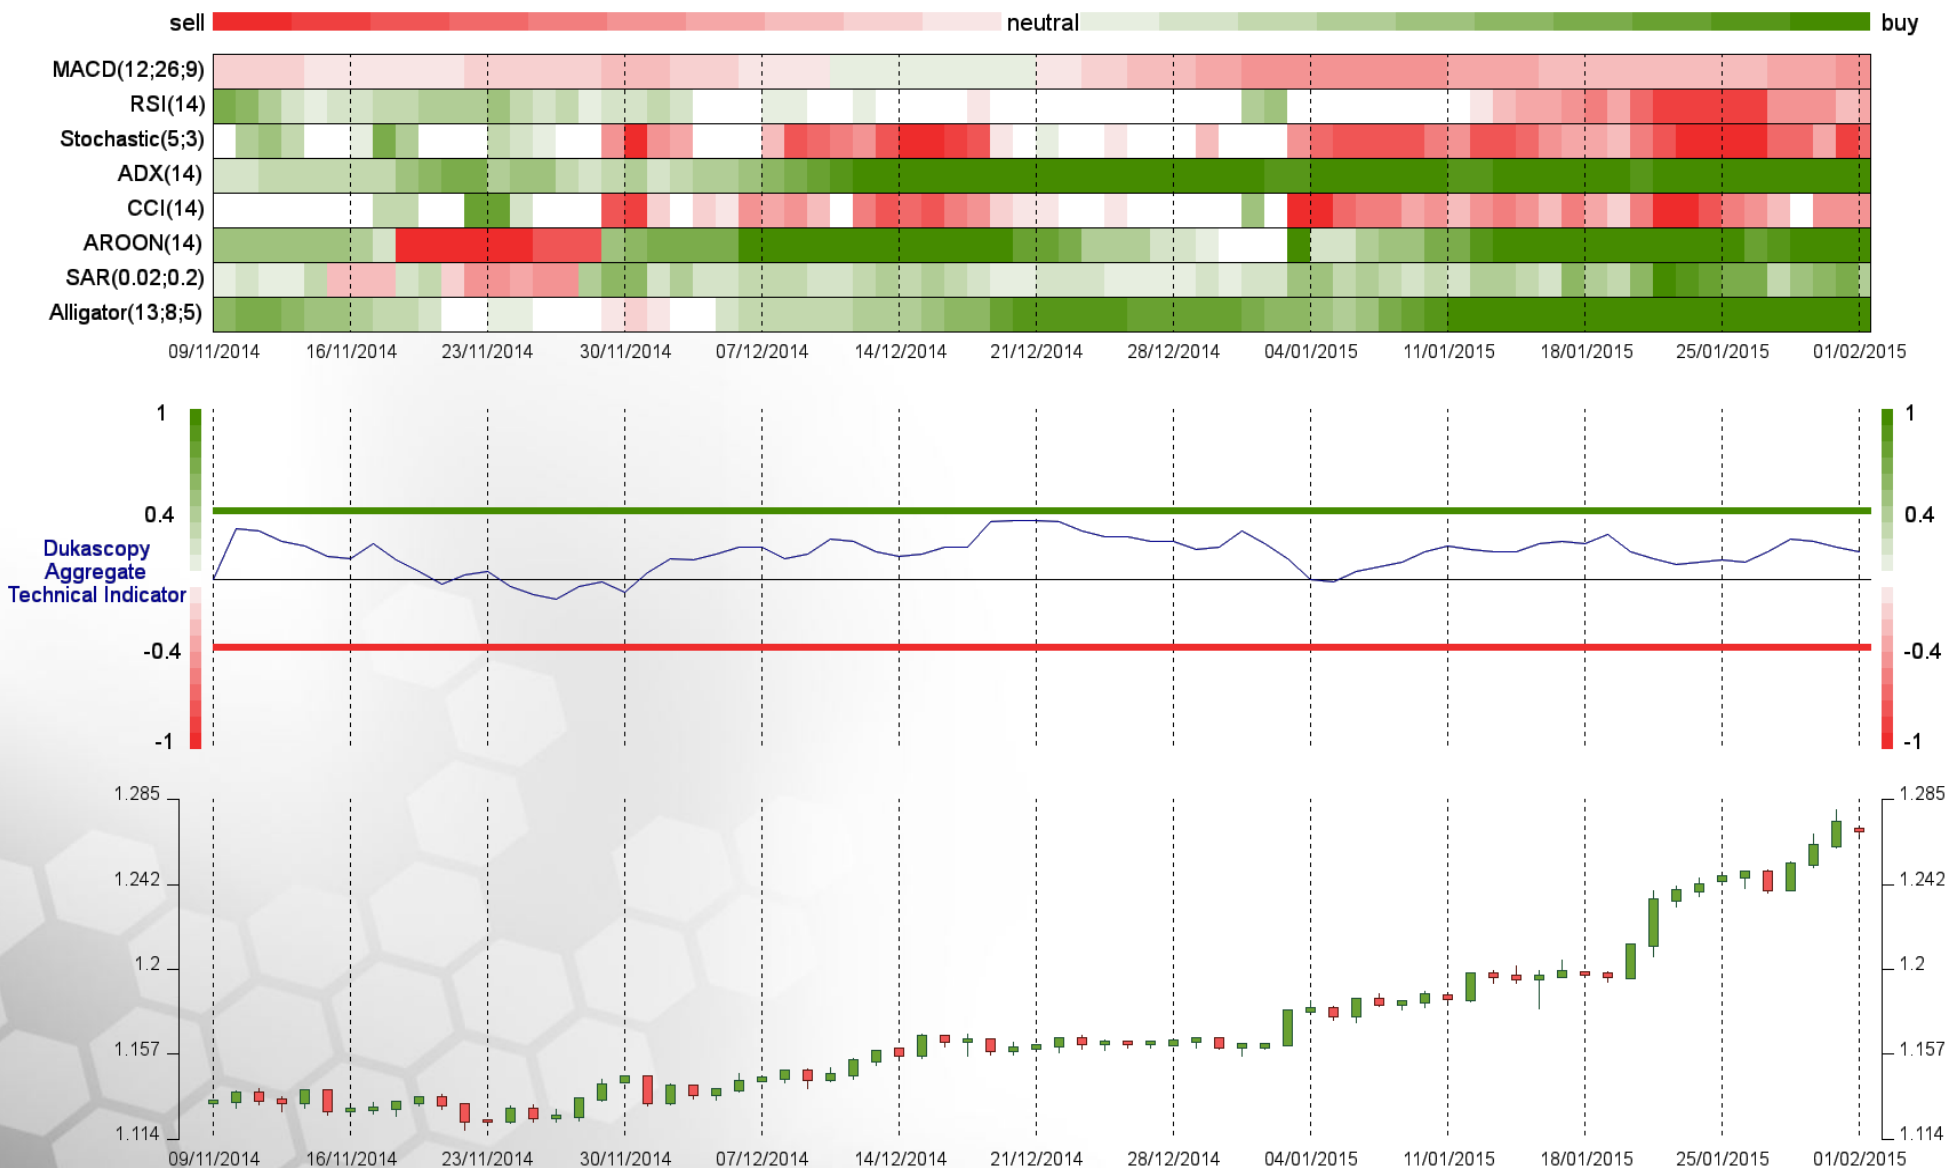 sell neutral buy
MACD(12;26;9)
RSI(14)
Stochastic(5;3)
ADX(14)
CCI(14)
AROON(14)
SAR(0.02;0.2)
Alligator(13;8;5)
09/11/2014 16/11/2014 23/11/2014 30/11/2014 07/12/2014 14/12/2014 21/12/2014 28/12/2014 04/01/2015 11/01/2015 18/01/2015 25/01/2015 01/02/2015
1 1
0.4 0.4
Dukascopy
Aggregate
Technical Indicator
-0.4 -0.4
-1 -1
1.285 1.285
1.242 1.242
1.2 1.2
1.157 1.157
1.114 1.114
09/11/2014 16/11/2014 23/11/2014 30/11/2014 07/12/2014 14/12/2014 21/12/2014 28/12/2014 04/01/2015 11/01/2015 18/01/2015 25/01/2015 01/02/2015